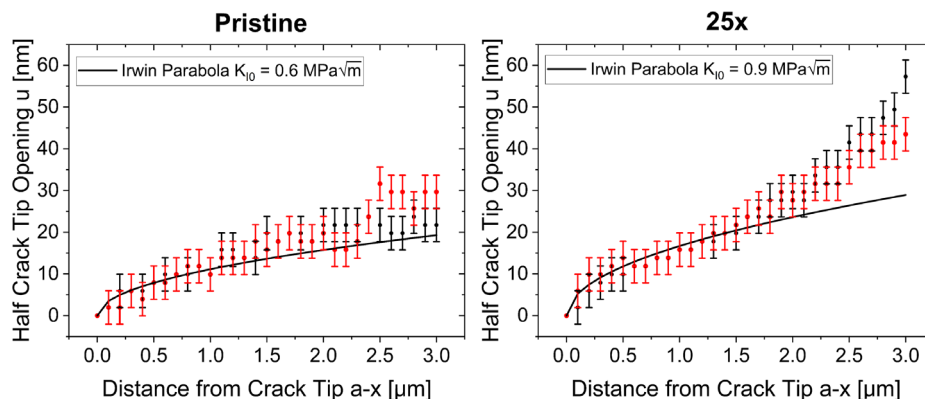 Pristine
25x
Half Crack Tip Opening u [nm]
60
50
40
30
20
10
0
Irwin Parabola K_I0 = 0.6 MPa√m
0.0 0.5 1.0 1.5 2.0 2.5 3.0
Distance from Crack Tip a-x [µm]
Half Crack Tip Opening u [nm]
60
50
40
30
20
10
0
Irwin Parabola K_I0 = 0.9 MPa√m
0.0 0.5 1.0 1.5 2.0 2.5 3.0
Distance from Crack Tip a-x [µm]